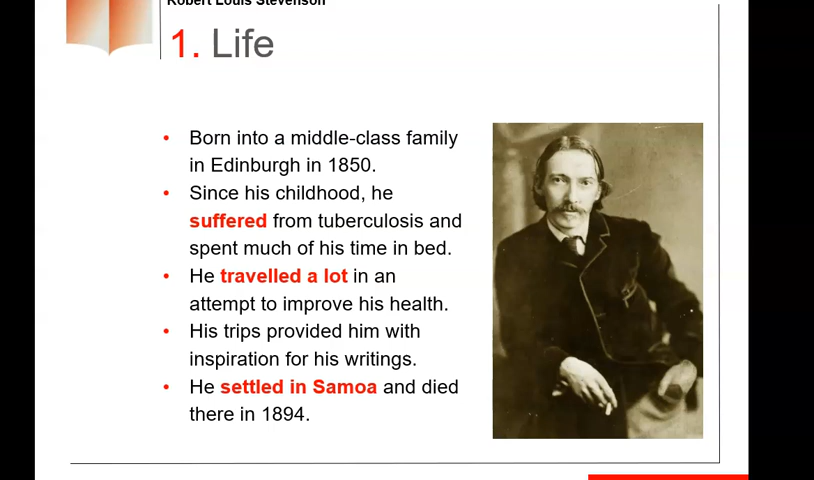 Robert Louis Stevenson
1. Life
• Born into a middle-class family
in Edinburgh in 1850.
• Since his childhood, he
suffered from tuberculosis and
spent much of his time in bed.
• He travelled a lot in an
attempt to improve his health.
• His trips provided him with
inspiration for his writings.
• He settled in Samoa and died
there in 1894.